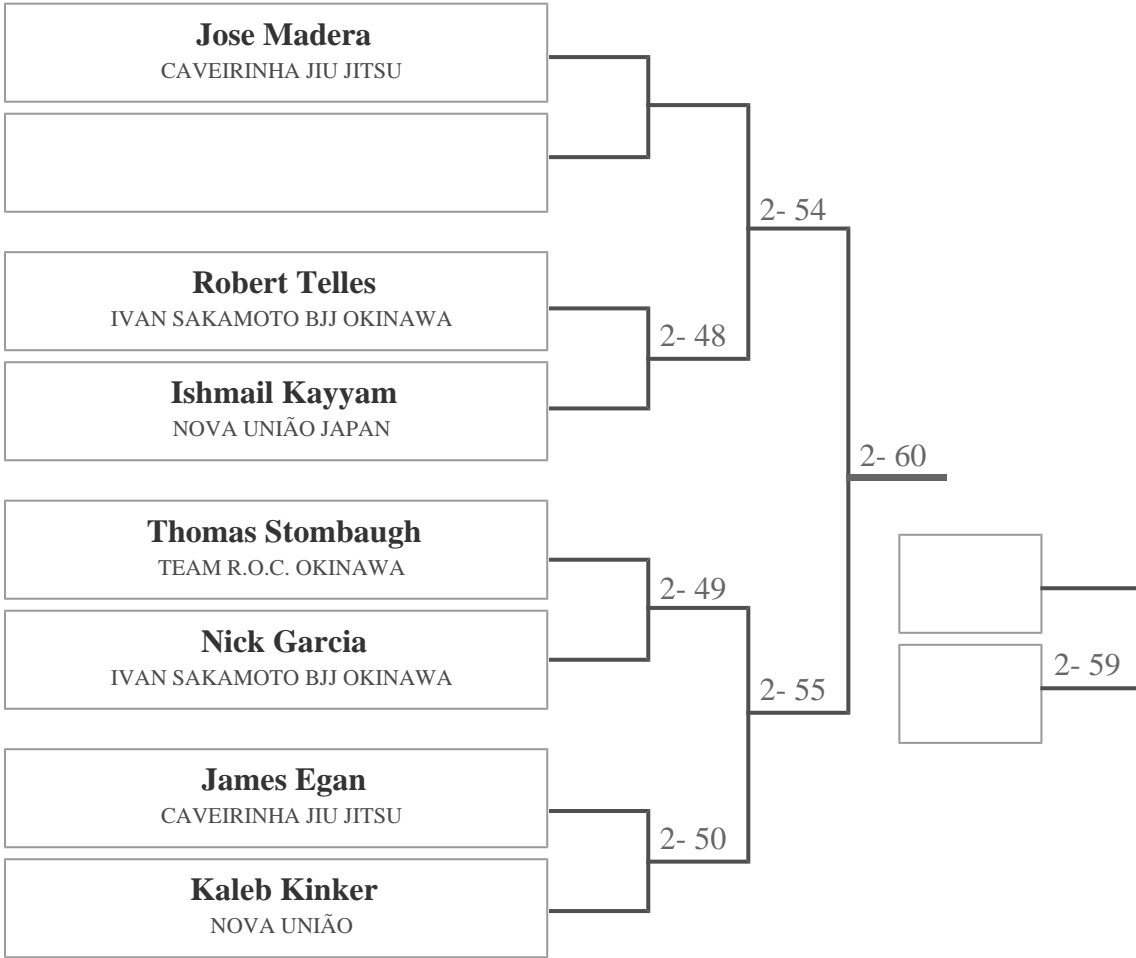 Jose Madera
CAVEIRINHA JIU JITSU
2- 54
Robert Telles
IVAN SAKAMOTO BJJ OKINAWA
2- 48
Ishmail Kayyam
NOVA UNIÃO JAPAN
2- 60
Thomas Stombaugh
TEAM R.O.C. OKINAWA
2- 49
Nick Garcia
IVAN SAKAMOTO BJJ OKINAWA
2- 55
2- 59
James Egan
CAVEIRINHA JIU JITSU
2- 50
Kaleb Kinker
NOVA UNIÃO